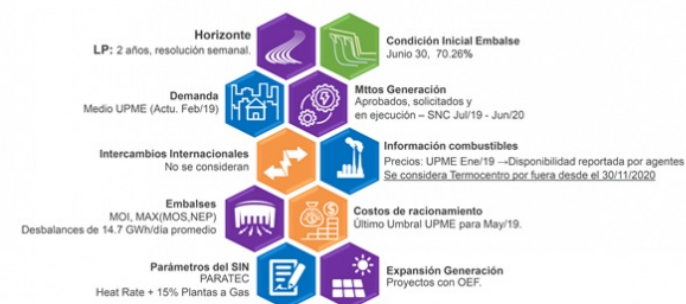 Horizonte
LP: 2 años, resolución semanal.
Condición Inicial Embalse
Junio 30, 70.26%
Demanda
Medio UPME (Actu. Feb/19)
Mttos Generación
Aprobados, solicitados y
en ejecución – SNC Jul/19 - Jun/20
Intercambios Internacionales
No se consideran
Información combustibles
Precios: UPME Ene/19 →Disponibilidad reportada por agentes
Se considera Termocentro por fuera desde el 30/11/2020
Embalses
MOI, MAX(MOS,NEP)
Desbalances de 14.7 GWh/día promedio
Costos de racionamiento
Último Umbral UPME para May/19.
Parámetros del SIN
PARATEC
Heat Rate + 15% Plantas a Gas
Expansión Generación
Proyectos con OEF.